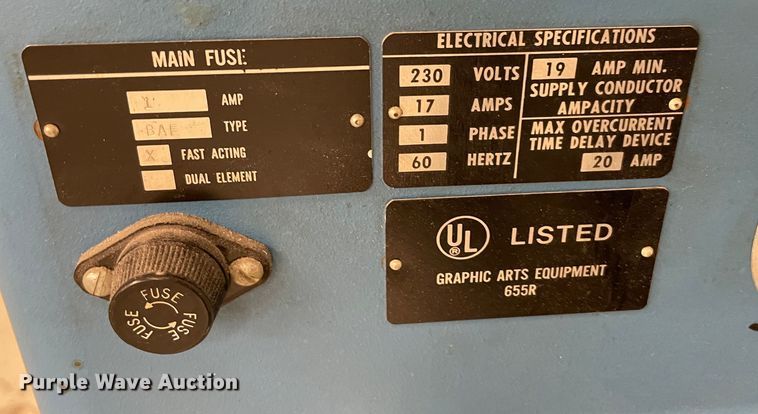 MAIN FUSE
1 AMP
BAF TYPE
X FAST ACTING
DUAL ELEMENT
ELECTRICAL SPECIFICATIONS
230 VOLTS
17 AMPS
1 PHASE
60 HERTZ
19 AMP MIN.
SUPPLY CONDUCTOR
AMPACITY
MAX OVERCURRENT
TIME DELAY DEVICE
20 AMP
UL ® LISTED
GRAPHIC ARTS EQUIPMENT
655R
FUSE FUSE FUSE
Purple Wave Auction